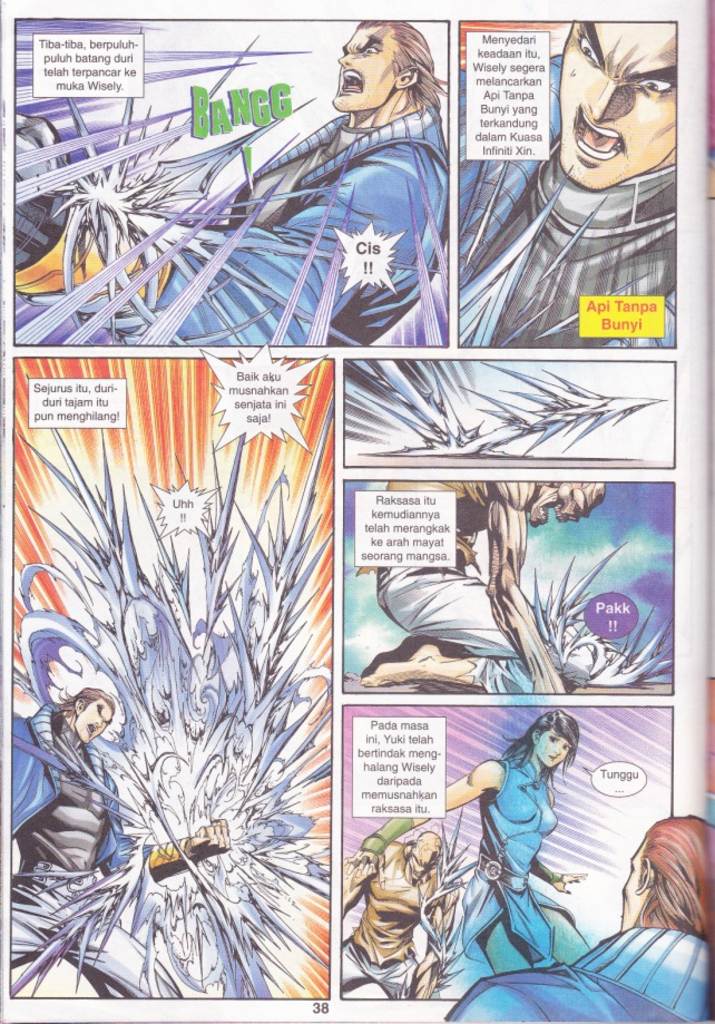 Tiba-tiba, berpuluh-
puluh batang duri
telah terpancar ke
muka Wisely.
BANGG
!
Cis
!!
Menyedari
keadaan itu,
Wisely segera
melancarkan
Api Tanpa
Bunyi yang
terkandung
dalam Kuasa
Infiniti Xin.
Api Tanpa
Bunyi
Sejurus itu, duri-
duri tajam itu
pun menghilang!
Baik aku
musnahkan
senjata ini
saja!
Uhh
!!
Raksasa itu
kemudiannya
telah merangkak
ke arah mayat
seorang mangsa.
Pakk
!!
Pada masa
ini, Yuki telah
bertindak meng-
halang Wisely
daripada
memusnahkan
raksasa itu.
Tunggu
...
38